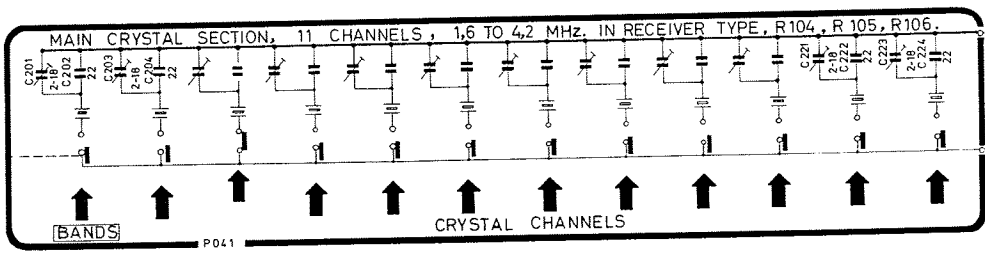 MAIN CRYSTAL SECTION, 11 CHANNELS, 1,6 TO 4,2 MHz. IN RECEIVER TYPE, R104, R 105, R106.
C201
2-18
C202
22
C203
2-18
C204
22
C221
2-18
C222
22
C223
2-18
C224
22
BANDS
CRYSTAL CHANNELS
P041